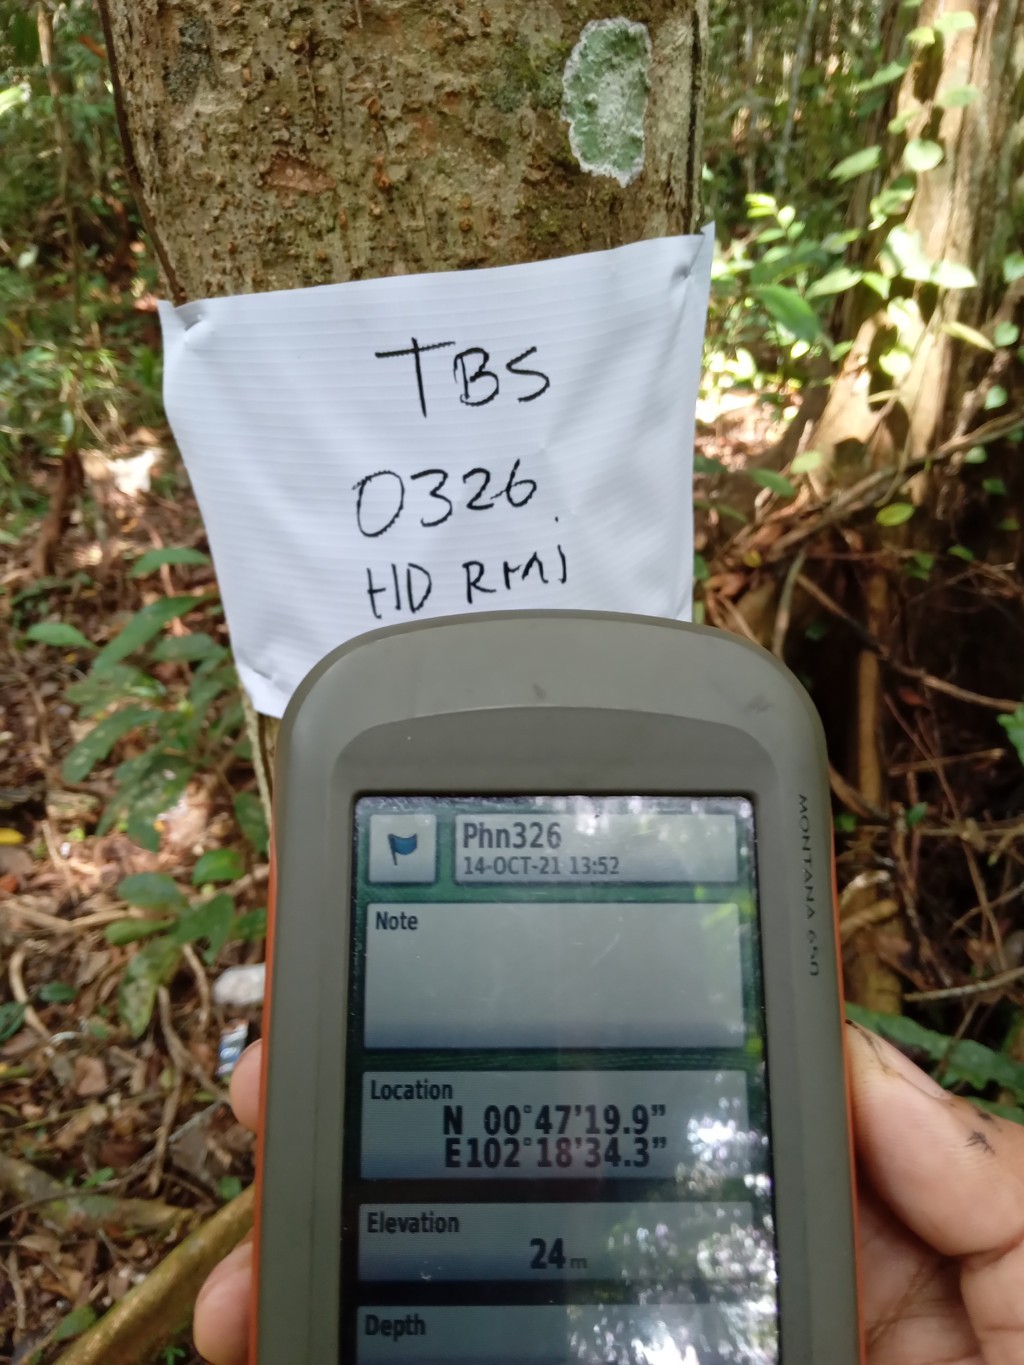 TBS
0326
HD RMJ
MONTANA 650
Phn326
14-OCT-21 13:52
Note
Location
N 00°47'19.9"
E102°18'34.3"
Elevation
24m
Depth